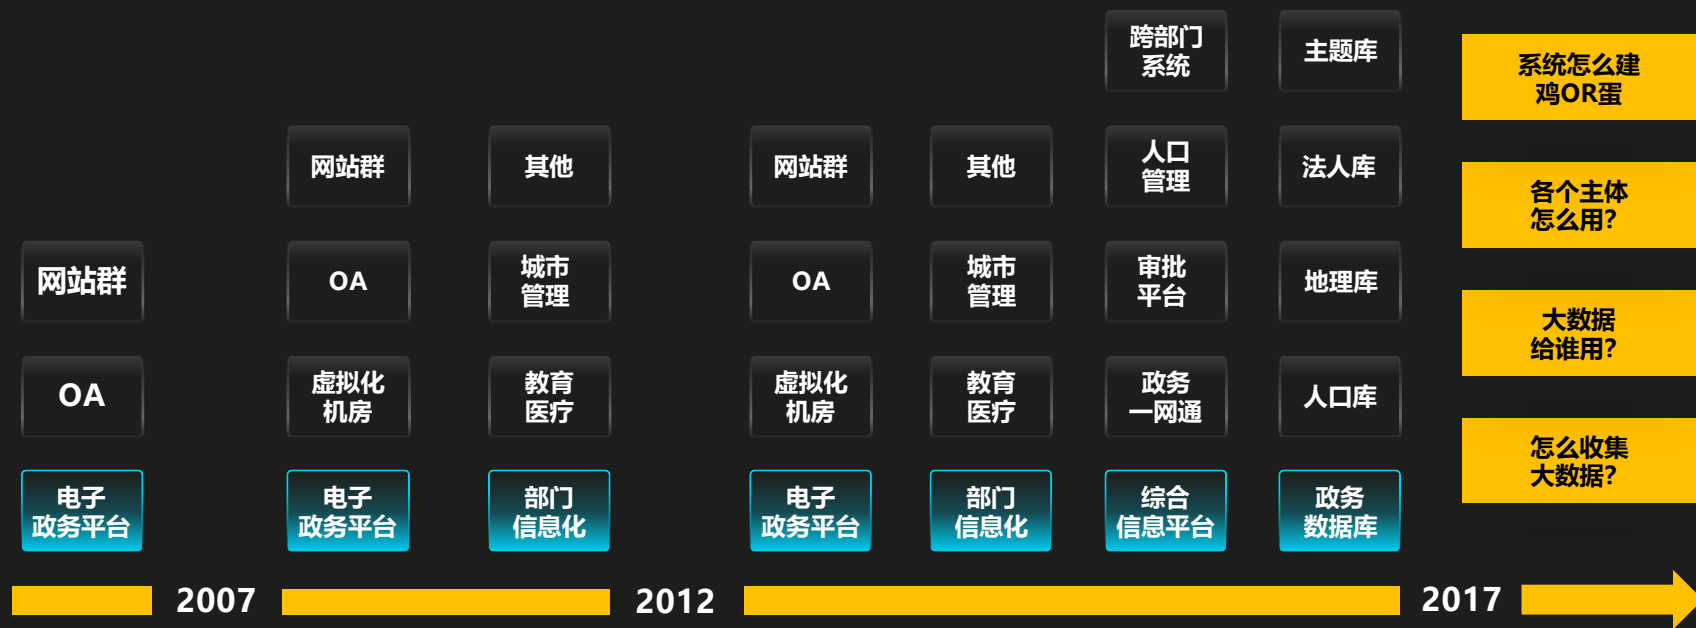 跨部门
系统
主题库
系统怎么建
鸡OR蛋
网站群
其他
网站群
其他
人口
管理
法人库
各个主体
怎么用?
网站群
OA
城市
管理
OA
城市
管理
审批
平台
地理库
大数据
给谁用?
OA
虚拟化
机房
教育
医疗
虚拟化
机房
教育
医疗
政务
一网通
人口库
怎么收集
大数据?
电子
政务平台
电子
政务平台
部门
信息化
电子
政务平台
部门
信息化
综合
信息平台
政务
数据库
2007
2012
2017